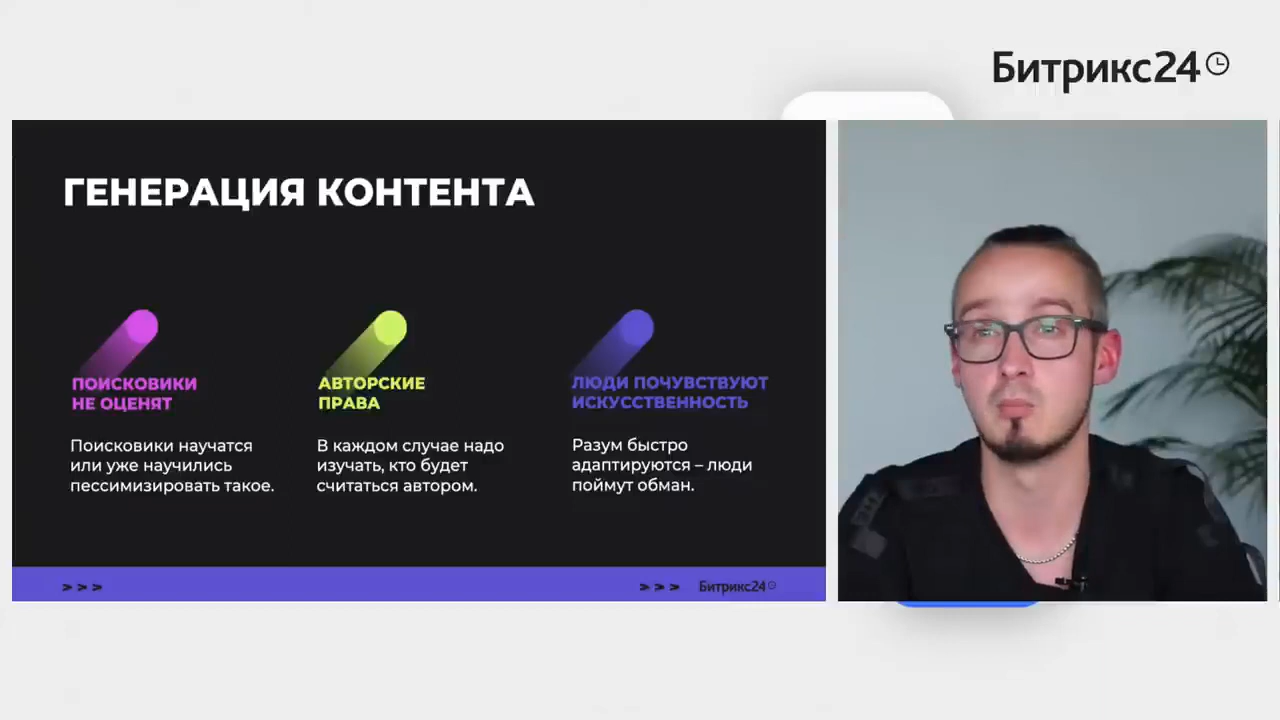 Битрикс24
ГЕНЕРАЦИЯ КОНТЕНТА
ПОИСКОВИКИ
НЕ ОЦЕНЯТ
Поисковики научатся
или уже научились
пессимизировать такое.
АВТОРСКИЕ
ПРАВА
В каждом случае надо
изучать, кто будет
считаться автором.
ЛЮДИ ПОЧУВСТВУЮТ
ИСКУССТВЕННОСТЬ
Разум быстро
адаптируются – люди
поймут обман.
> > >
> > > Битрикс24